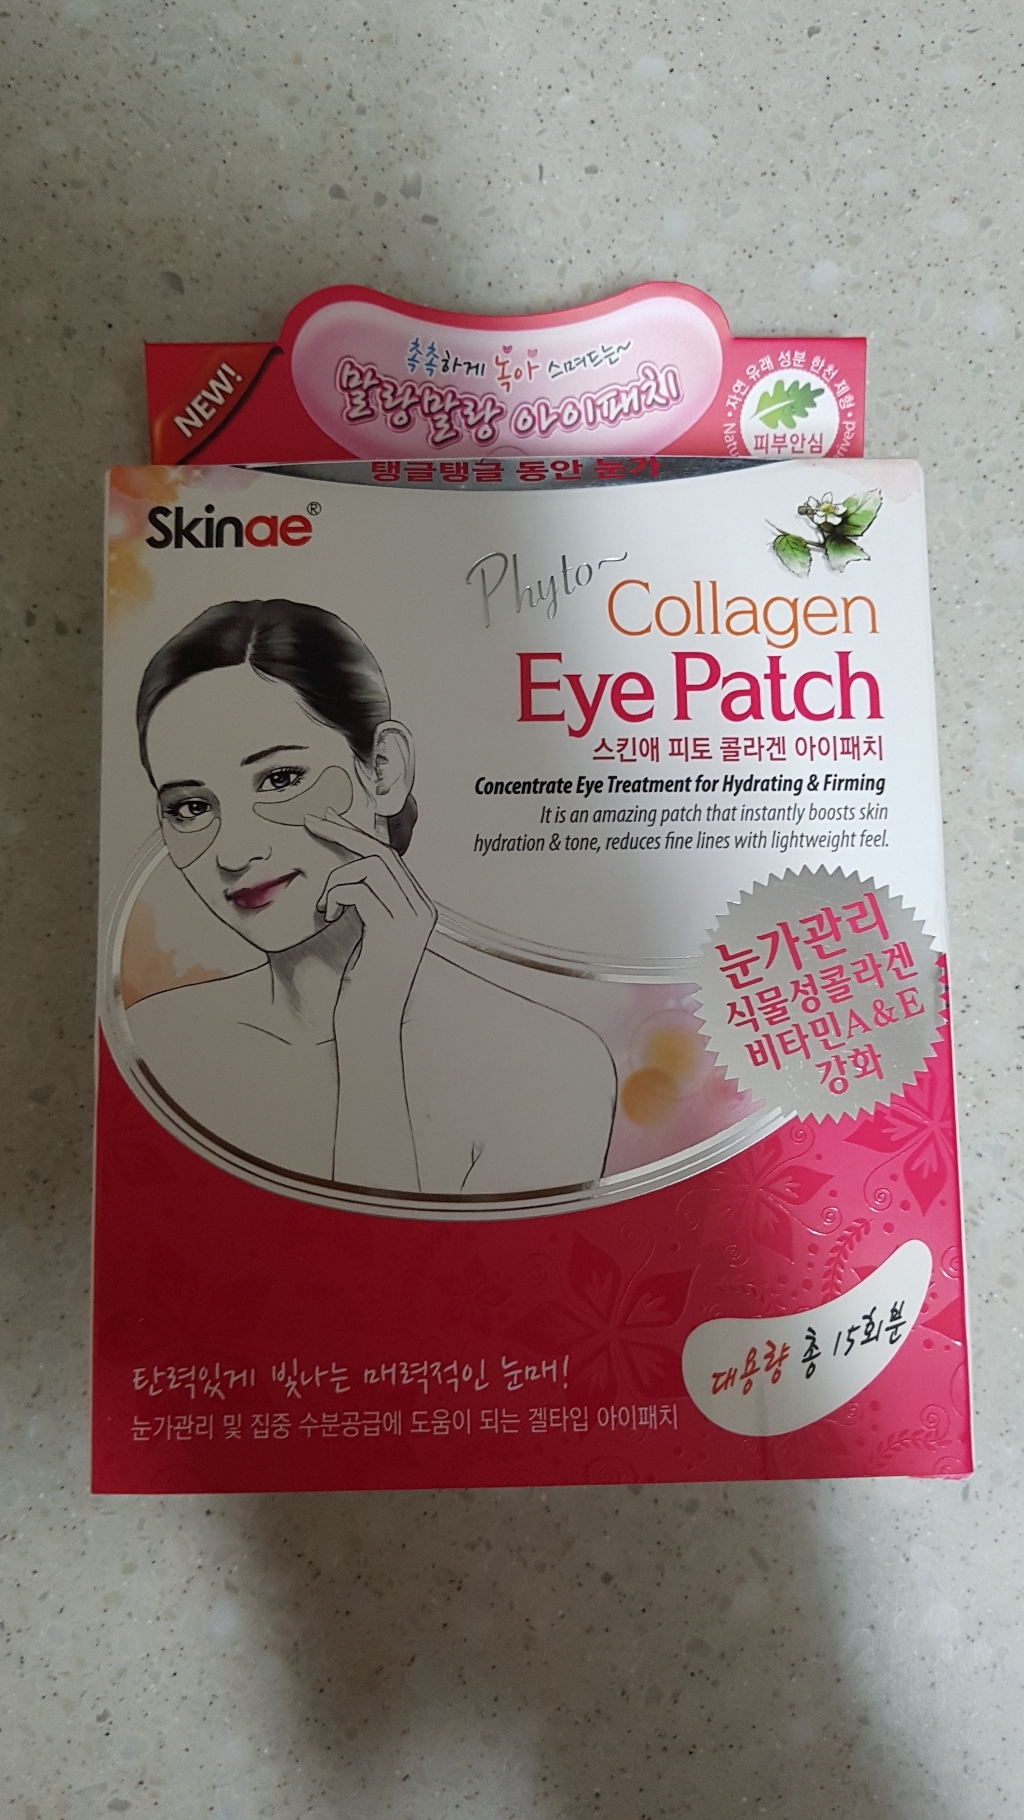 NEW!
촉촉하게 녹아 스며드는~
말랑말랑 아이패치
자연 유래 성분 한천 제형
피부안심
탱글탱글 동안 눈가
Skinae®
Phyto~
Collagen
Eye Patch
스킨애 피토 콜라겐 아이패치
Concentrate Eye Treatment for Hydrating & Firming
It is an amazing patch that instantly boosts skin
hydration & tone, reduces fine lines with lightweight feel.
눈가관리
식물성콜라겐
비타민A&E
강화
대용량 총 15회분
탄력있게 빛나는 매력적인 눈매!
눈가관리 및 집중 수분공급에 도움이 되는 겔타입 아이패치